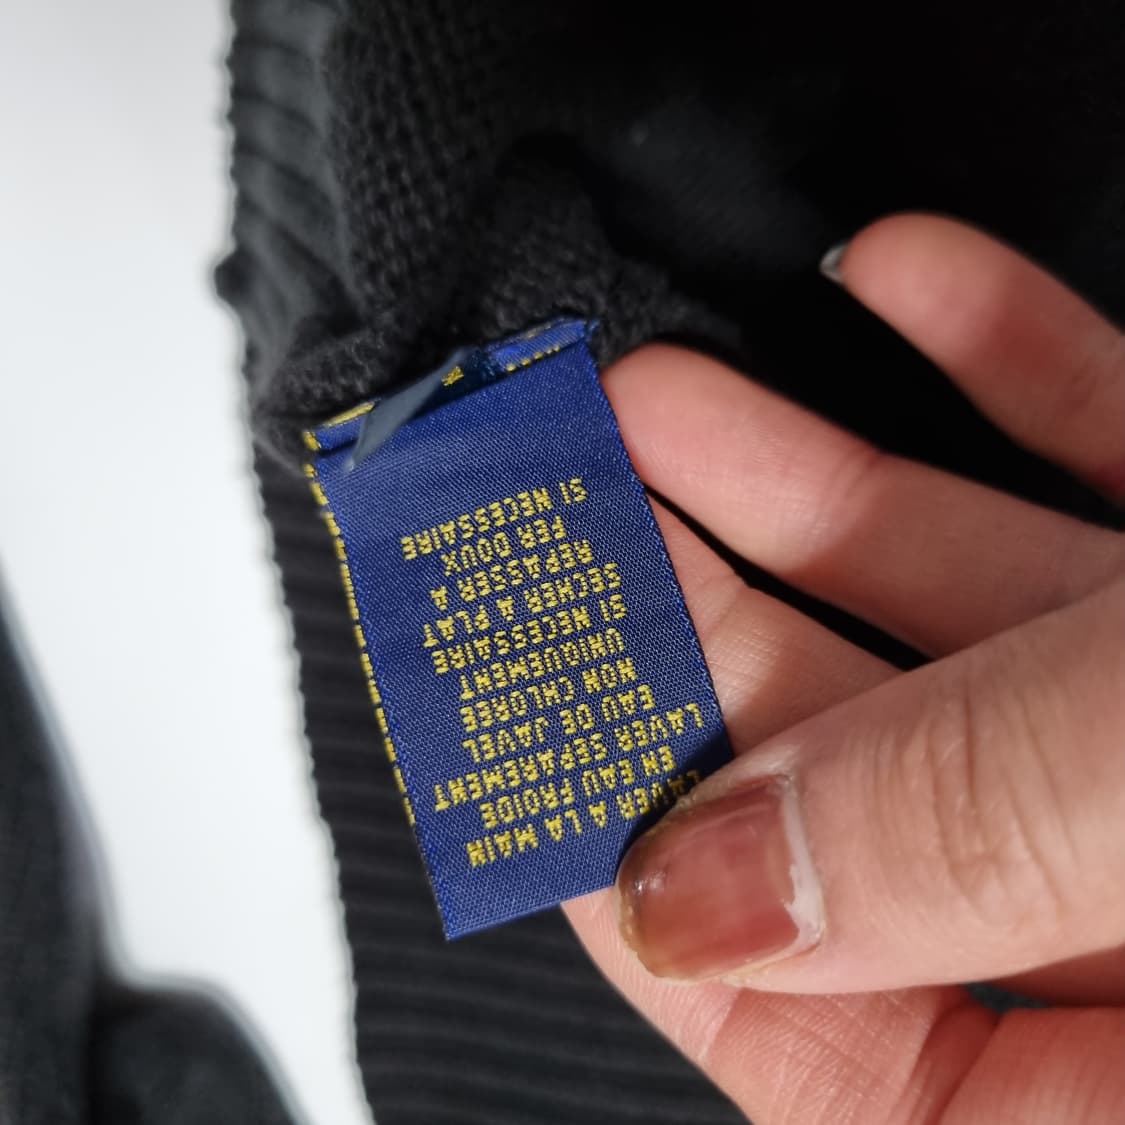 LAVER A LA MAIN
EN EAU FROIDE
LAVER SEPAREMENT
EAU DE JAVEL
NON CHLOREE
UNIQUEMENT
SI NECESSAIRE
SECHER A PLAT
REPASSER A
FER DOUX
SI NECESSAIRE